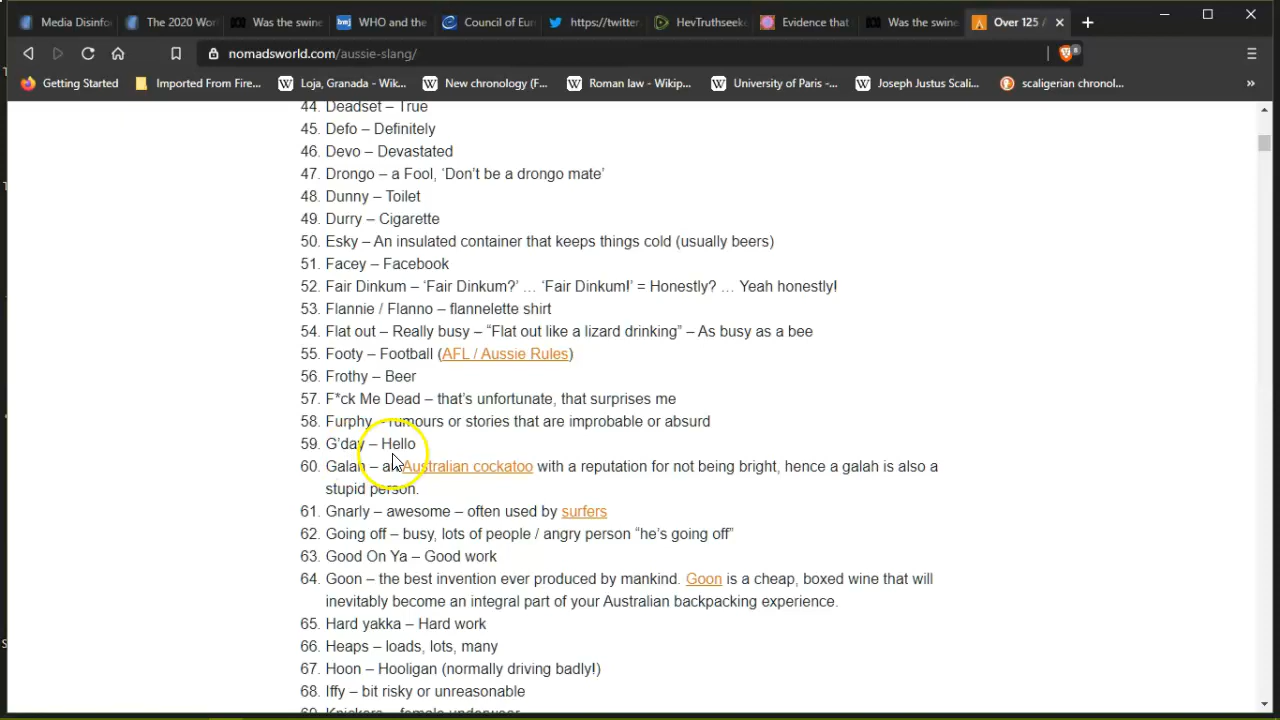 Media Disinfo
The 2020 Wor
Was the swine
WHO and the
Council of Eur
https://twitter
HevTruthseeke
Evidence that
Was the swine
Over 125 A
nomadsworld.com/aussie-slang/
8
Getting Started
Imported From Fire...
Loja, Granada - Wik...
New chronology (F...
Roman law - Wikip...
University of Paris -...
Joseph Justus Scali...
scaligerian chronol...
44. Deadset – True
45. Defo – Definitely
46. Devo – Devastated
47. Drongo – a Fool, ‘Don’t be a drongo mate’
48. Dunny – Toilet
49. Durry – Cigarette
50. Esky – An insulated container that keeps things cold (usually beers)
51. Facey – Facebook
52. Fair Dinkum – ‘Fair Dinkum?’ … ‘Fair Dinkum!’ = Honestly? … Yeah honestly!
53. Flannie / Flanno – flannelette shirt
54. Flat out – Really busy – “Flat out like a lizard drinking” – As busy as a bee
55. Footy – Football (AFL / Aussie Rules)
56. Frothy – Beer
57. F*ck Me Dead – that’s unfortunate, that surprises me
58. Furphy – rumours or stories that are improbable or absurd
59. G’day – Hello
60. Galah – an Australian cockatoo with a reputation for not being bright, hence a galah is also a
stupid person.
61. Gnarly – awesome – often used by surfers
62. Going off – busy, lots of people / angry person “he’s going off”
63. Good On Ya – Good work
64. Goon – the best invention ever produced by mankind. Goon is a cheap, boxed wine that will
inevitably become an integral part of your Australian backpacking experience.
65. Hard yakka – Hard work
66. Heaps – loads, lots, many
67. Hoon – Hooligan (normally driving badly!)
68. Iffy – bit risky or unreasonable
69. Knickers – female underwear